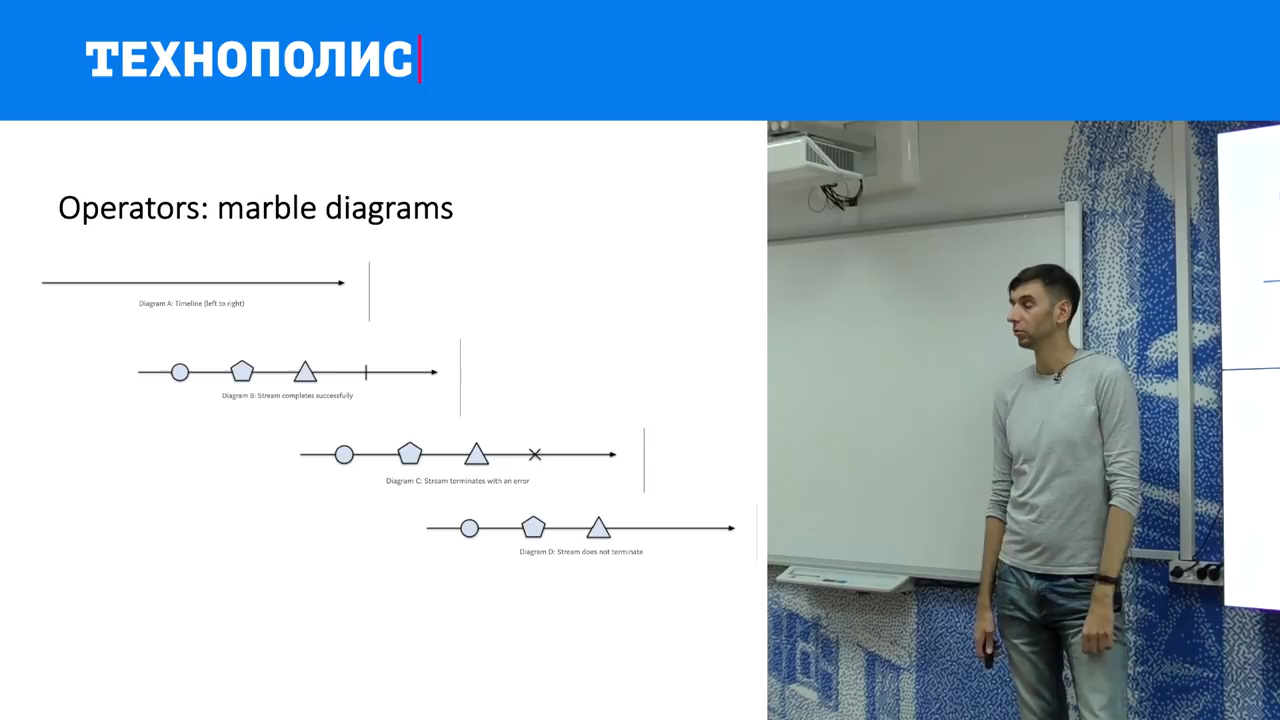 ТЕХНОПОЛИС
Operators: marble diagrams
Diagram A: Timeline (left to right)
Diagram B: Stream completes successfully
Diagram C: Stream terminates with an error
Diagram D: Stream does not terminate